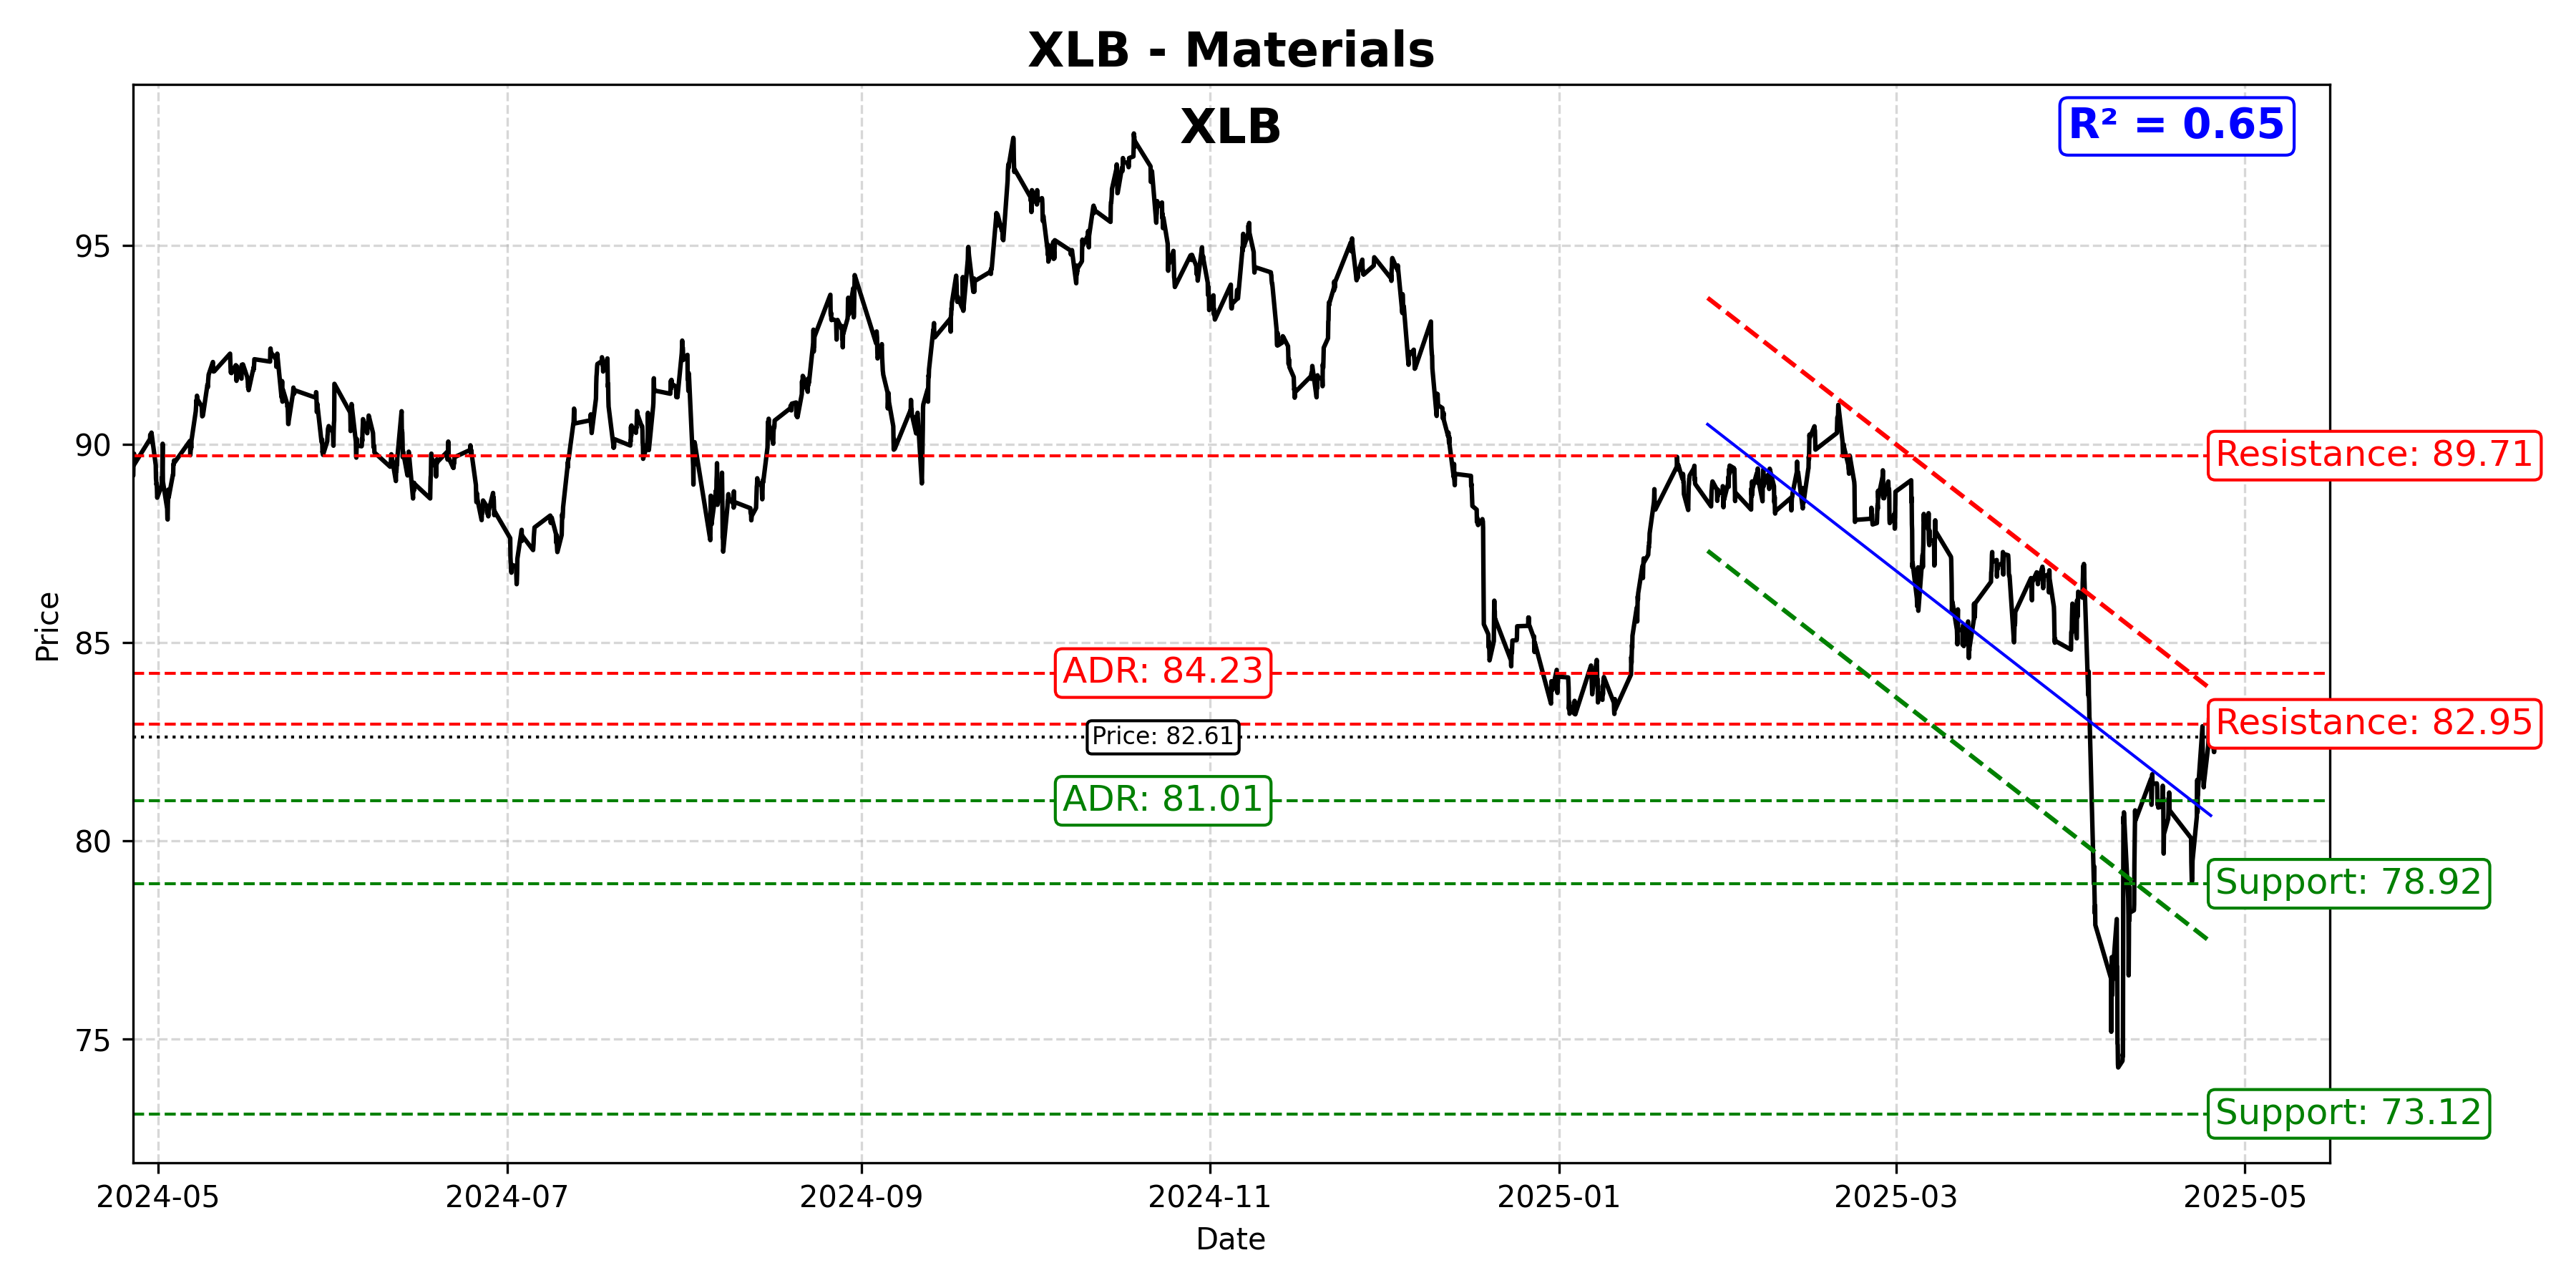 XLB - Materials
XLB
R² = 0.65
95
90
85
80
75
Price
Resistance: 89.71
ADR: 84.23
Resistance: 82.95
Price: 82.61
ADR: 81.01
Support: 78.92
Support: 73.12
2024-05
2024-07
2024-09
2024-11
2025-01
2025-03
2025-05
Date